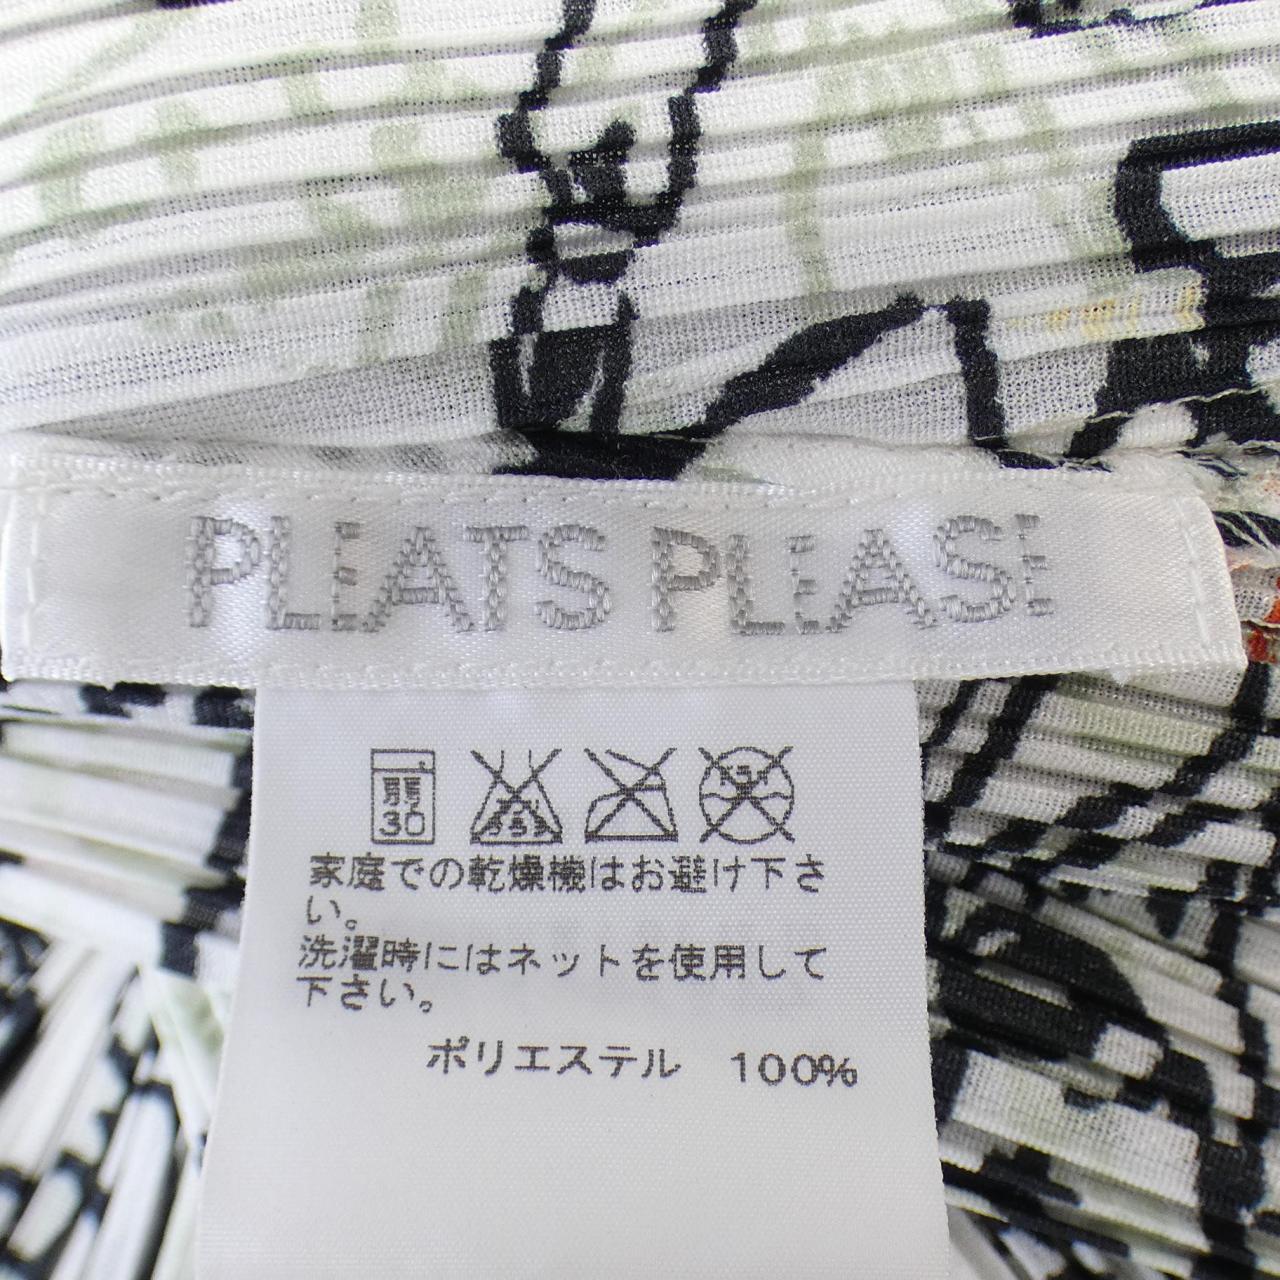 PLEATS PLEASE
弱
30
家庭での乾燥機はお避け下さ
い。
洗濯時にはネットを使用して
下さい。
ポリエステル 100%